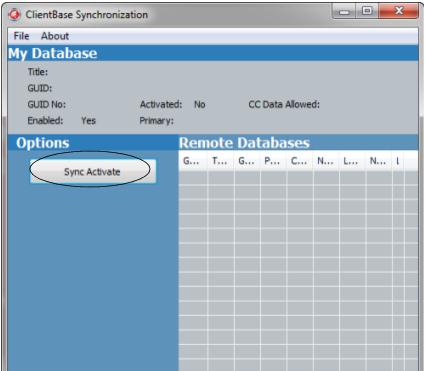 ClientBase Synchronization
File About
My Database
Title:
GUID:
GUID No: Activated: No CC Data Allowed:
Enabled: Yes Primary:
Options Remote Databases
Sync Activate G... T... G... P... C... N... L... N...